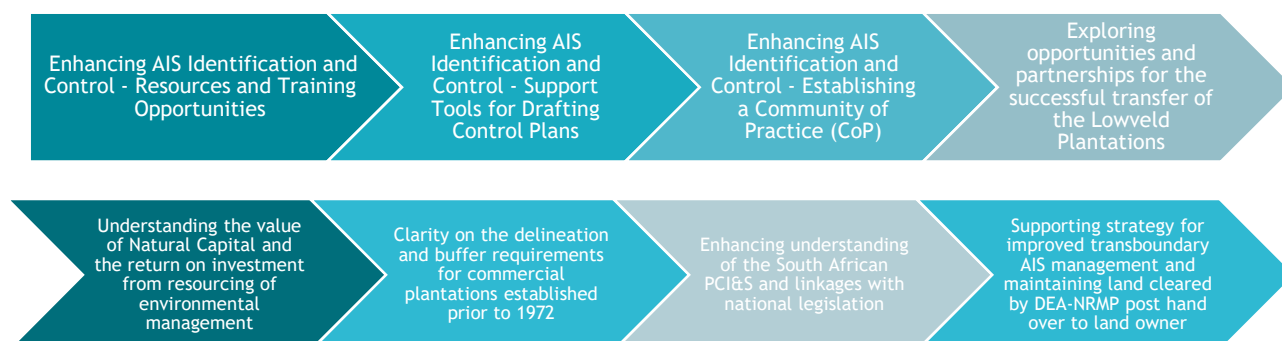 Enhancing AIS Identification and
Control - Resources and Training
Opportunities
Enhancing AIS
Identification and
Control - Support
Tools for Drafting
Control Plans
Enhancing AIS
Identification and
Control - Establishing
a Community of
Practice (CoP)
Exploring
opportunities and
partnerships for the
successful transfer of
the Lowveld
Plantations
Understanding the value
of Natural Capital and
the return on investment
from resourcing of
environmental
management
Clarity on the delineation
and buffer requirements
for commercial
plantations established
prior to 1972
Enhancing understanding
of the South African
PCI&S and linkages with
national legislation
Supporting strategy for
improved transboundary
AIS management and
maintaining land cleared
by DEA-NRMP post hand
over to land owner